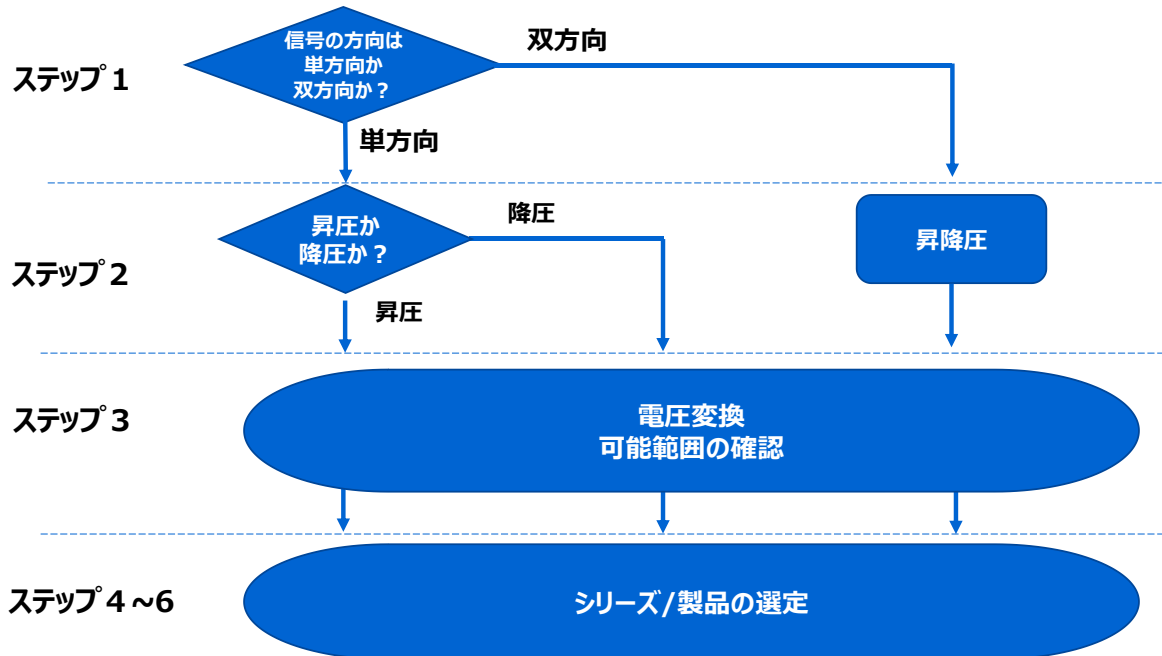 信号の方向は
単方向か
双方向か？
双方向
ステップ１
単方向
昇圧か
降圧か？
降圧
昇降圧
ステップ２
昇圧
ステップ３
電圧変換
可能範囲の確認
ステップ４~６
シリーズ/製品の選定